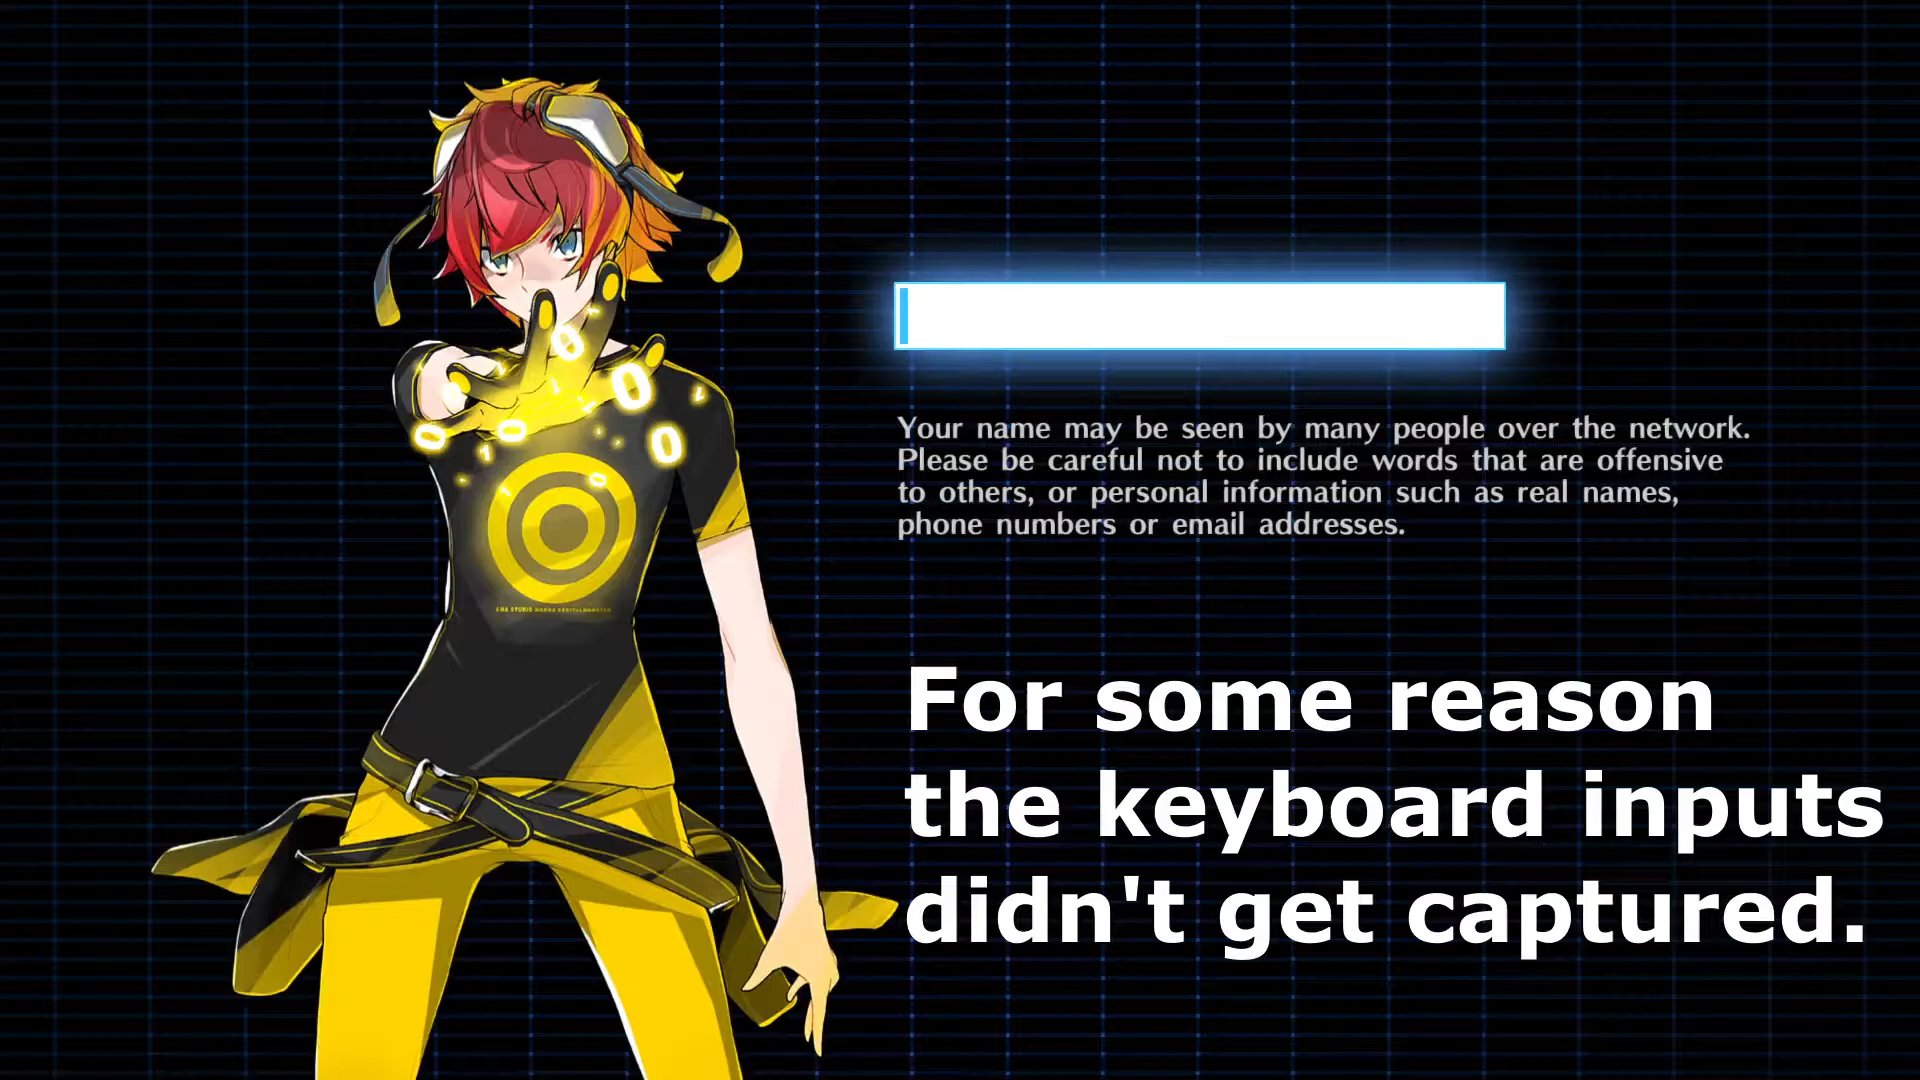 Your name may be seen by many people over the network.
Please be careful not to include words that are offensive
to others, or personal information such as real names,
phone numbers or email addresses.
For some reason
the keyboard inputs
didn't get captured.